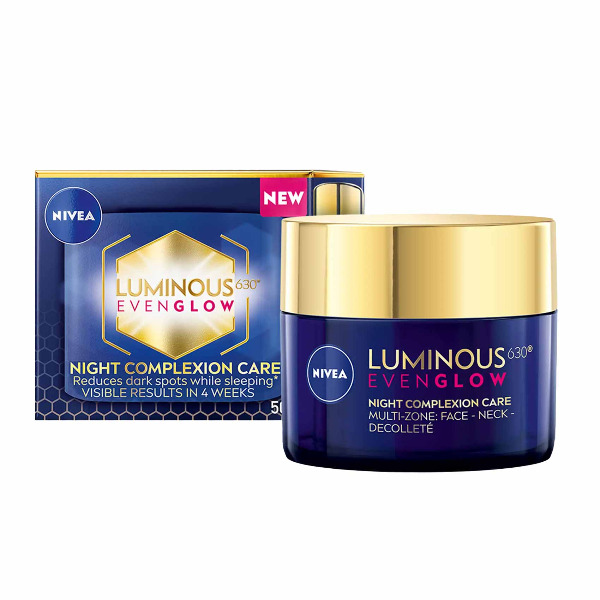 NEW
NIVEA
LUMINOUS630*
EVENGLOW
NIGHT COMPLEXION CARE
Reduces dark spots while sleeping*
VISIBLE RESULTS IN 4 WEEKS
NIVEA
LUMINOUS630®
EVENGLOW
NIGHT COMPLEXION CARE
MULTI-ZONE: FACE - NECK -
DECOLLETÉ